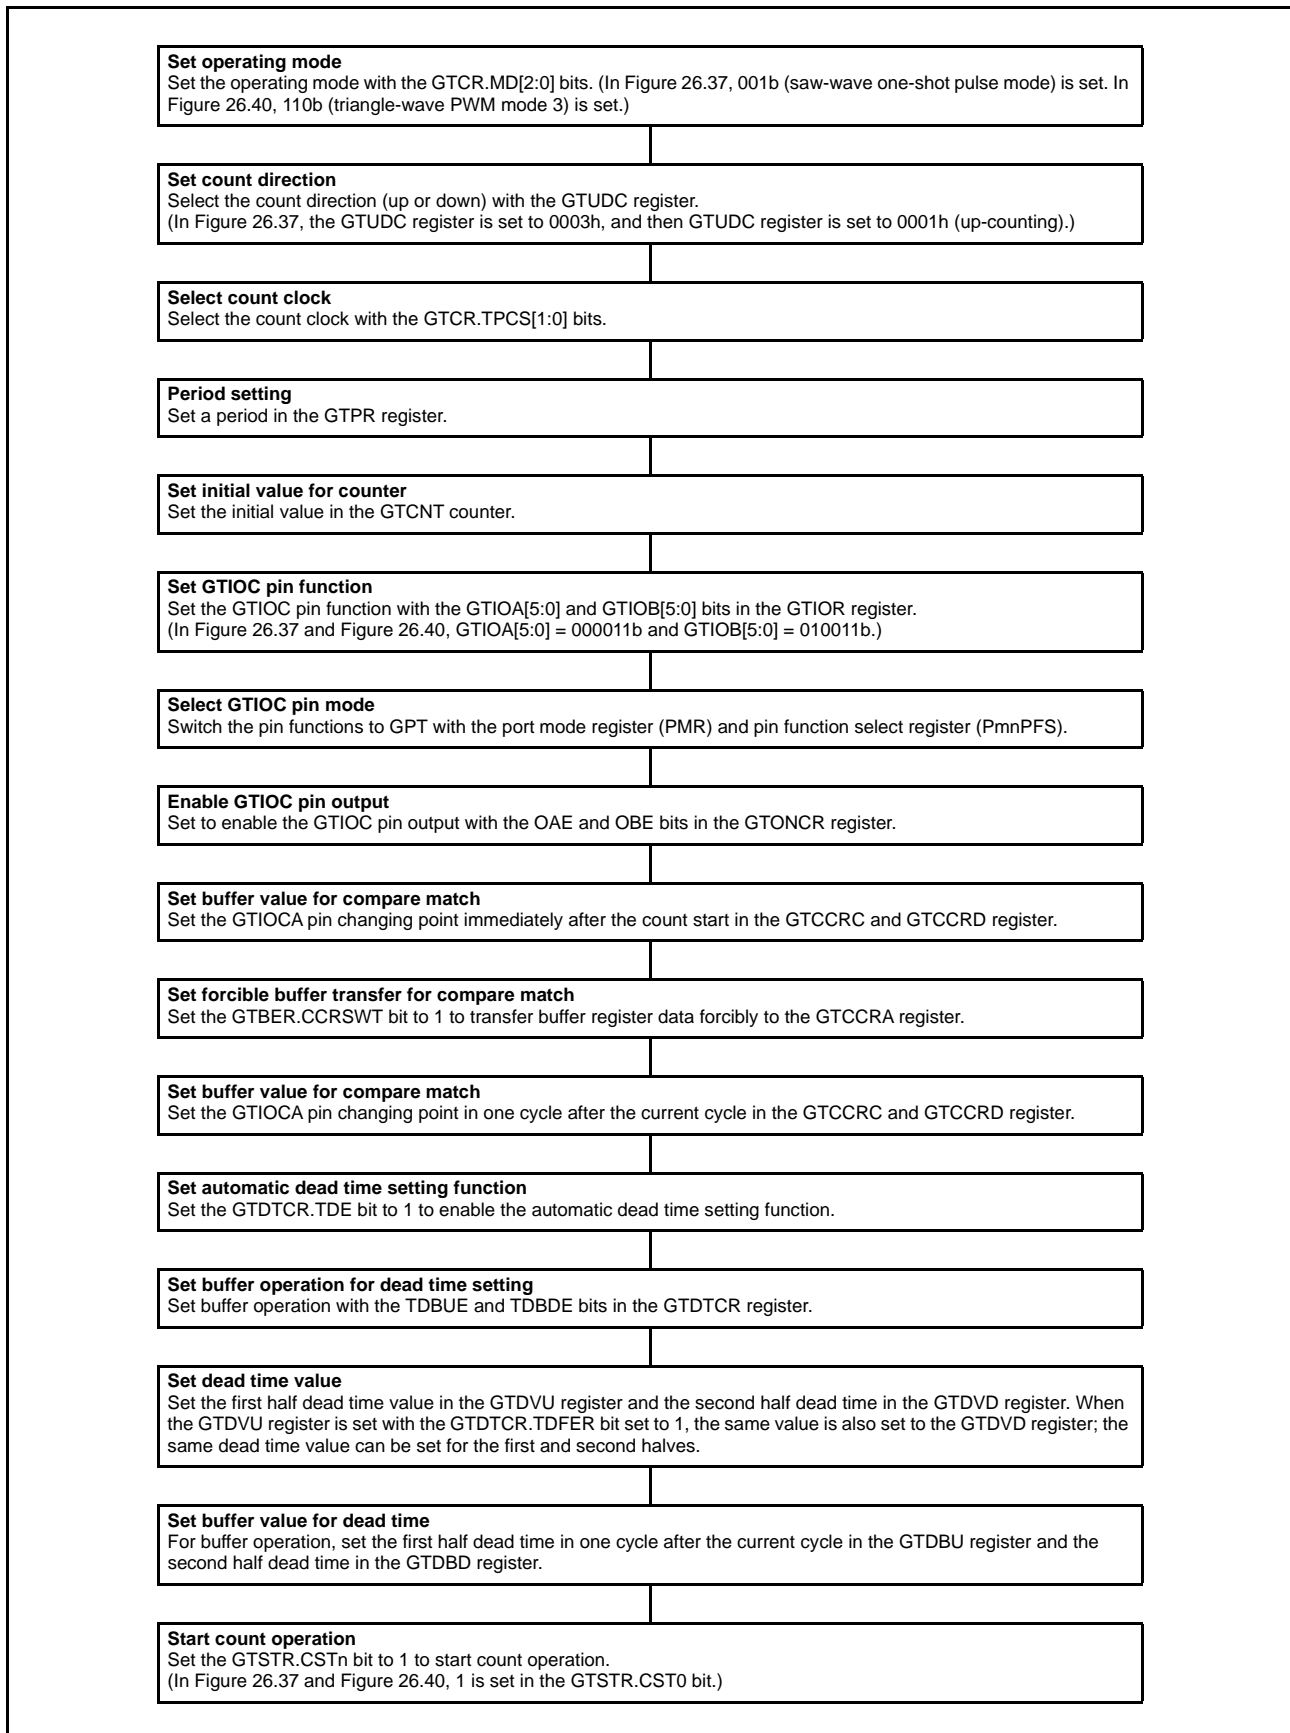 Set operating mode
Set the operating mode with the GTCR.MD[2:0] bits. (In Figure 26.37, 001b (saw-wave one-shot pulse mode) is set. In
Figure 26.40, 110b (triangle-wave PWM mode 3) is set.)
Set count direction
Select the count direction (up or down) with the GTUDC register.
(In Figure 26.37, the GTUDC register is set to 0003h, and then GTUDC register is set to 0001h (up-counting).)
Select count clock
Select the count clock with the GTCR.TPCS[1:0] bits.
Period setting
Set a period in the GTPR register.
Set initial value for counter
Set the initial value in the GTCNT counter.
Set GTIOC pin function
Set the GTIOC pin function with the GTIOA[5:0] and GTIOB[5:0] bits in the GTIOR register.
(In Figure 26.37 and Figure 26.40, GTIOA[5:0] = 000011b and GTIOB[5:0] = 010011b.)
Select GTIOC pin mode
Switch the pin functions to GPT with the port mode register (PMR) and pin function select register (PmnPFS).
Enable GTIOC pin output
Set to enable the GTIOC pin output with the OAE and OBE bits in the GTONCR register.
Set buffer value for compare match
Set the GTIOCA pin changing point immediately after the count start in the GTCCRC and GTCCRD register.
Set forcible buffer transfer for compare match
Set the GTBER.CCRSWT bit to 1 to transfer buffer register data forcibly to the GTCCRA register.
Set buffer value for compare match
Set the GTIOCA pin changing point in one cycle after the current cycle in the GTCCRC and GTCCRD register.
Set automatic dead time setting function
Set the GTDTCR.TDE bit to 1 to enable the automatic dead time setting function.
Set buffer operation for dead time setting
Set buffer operation with the TDBUE and TDBDE bits in the GTDTCR register.
Set dead time value
Set the first half dead time value in the GTDVU register and the second half dead time in the GTDVD register. When
the GTDVU register is set with the GTDTCR.TDFER bit set to 1, the same value is also set to the GTDVD register; the
same dead time value can be set for the first and second halves.
Set buffer value for dead time
For buffer operation, set the first half dead time in one cycle after the current cycle in the GTDBU register and the
second half dead time in the GTDBD register.
Start count operation
Set the GTSTR.CSTn bit to 1 to start count operation.
(In Figure 26.37 and Figure 26.40, 1 is set in the GTSTR.CST0 bit.)